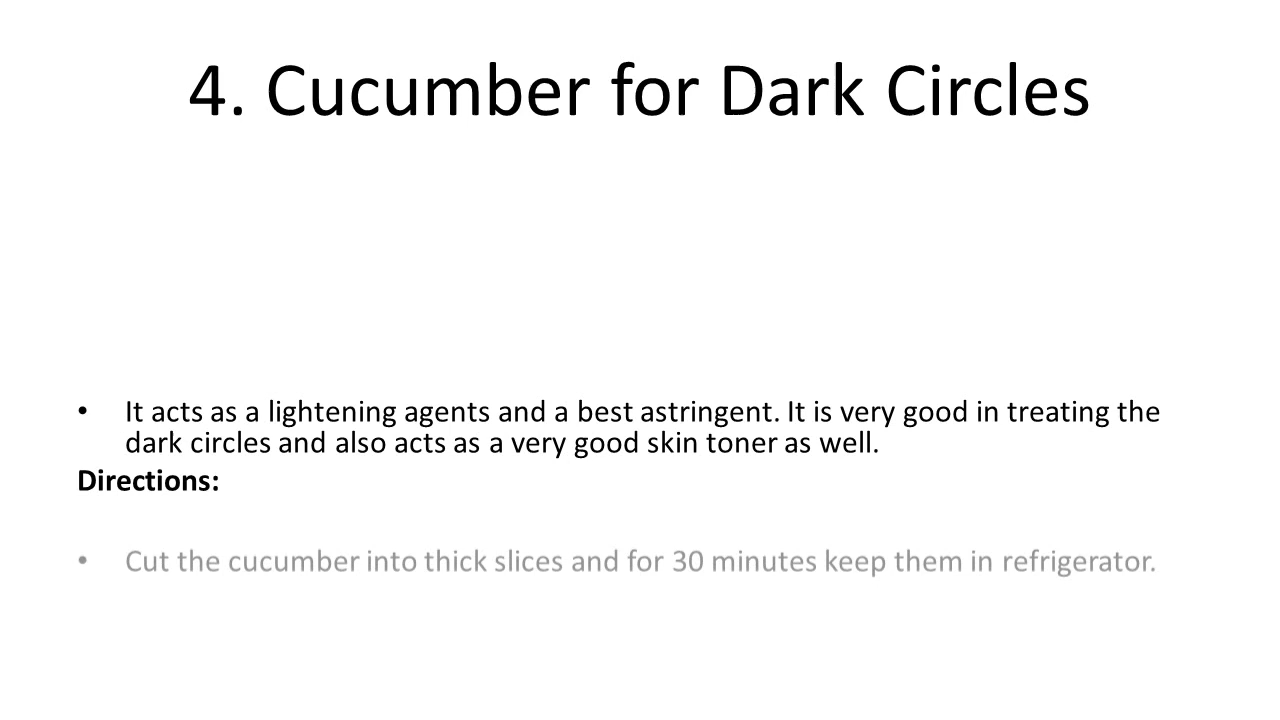 4. Cucumber for Dark Circles
• It acts as a lightening agents and a best astringent. It is very good in treating the
dark circles and also acts as a very good skin toner as well.
Directions:
• Cut the cucumber into thick slices and for 30 minutes keep them in refrigerator.